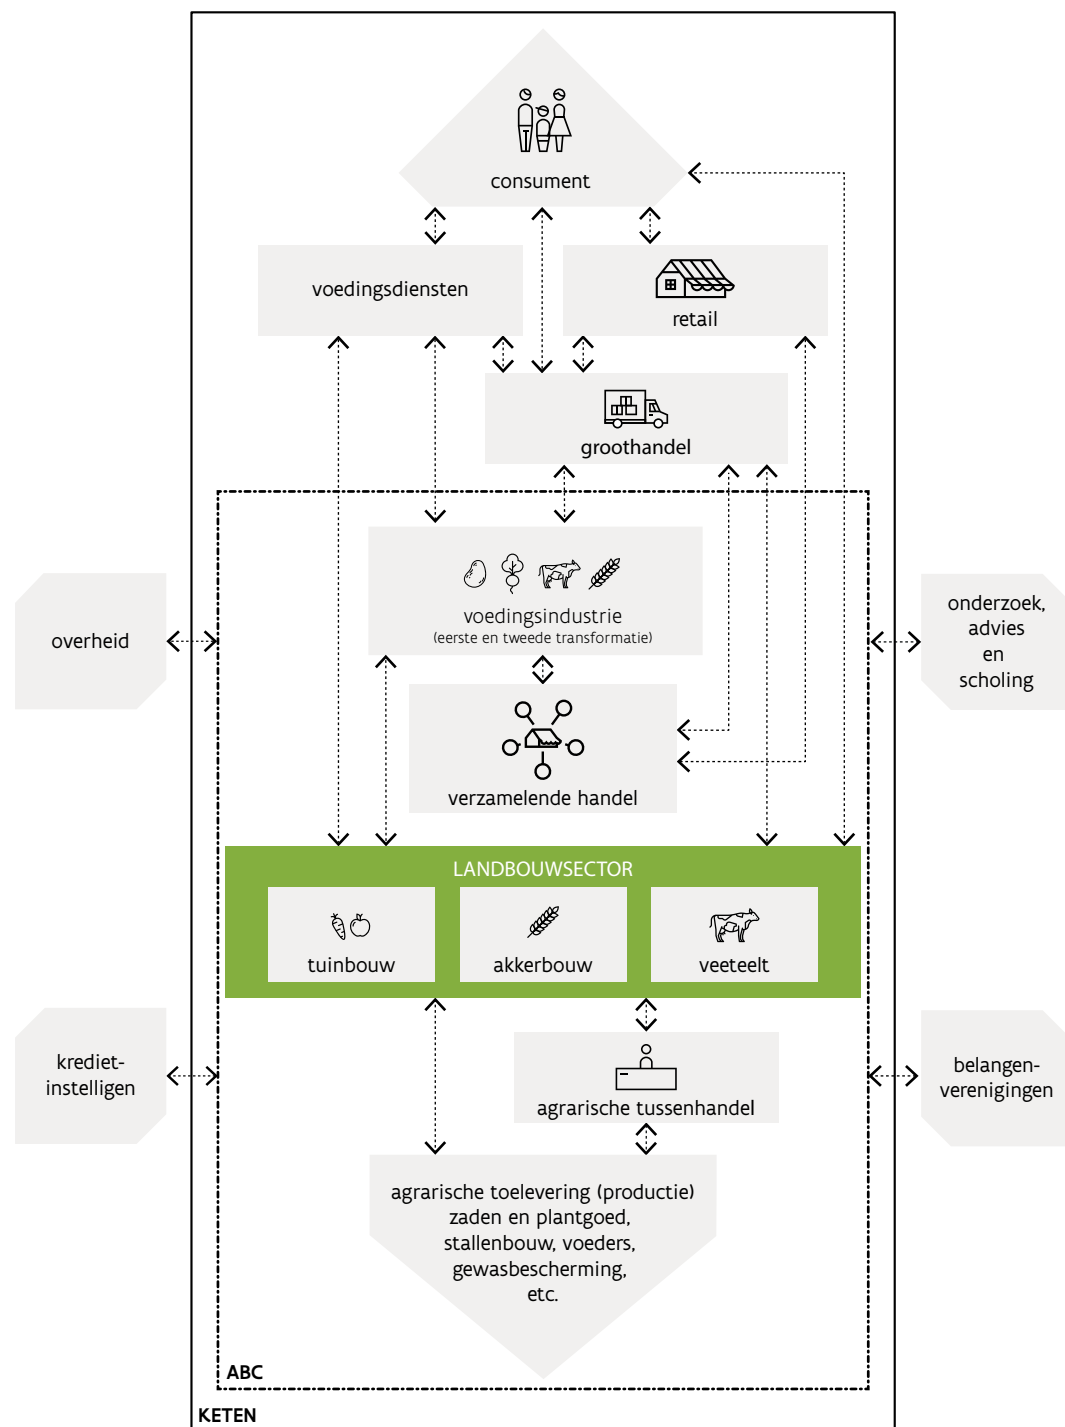 consument
voedingsdiensten
retail
groothandel
voedingsindustrie
(eerste en tweede transformatie)
overheid
onderzoek,
advies
en
scholing
verzamelende handel
LANDBOUWSECTOR
tuinbouw
akkerbouw
veeteelt
krediet-
instelligen
belangen-
verenigingen
agrarische tussenhandel
agrarische toelevering (productie)
zaden en plantgoed,
stallenbouw, voeders,
gewasbescherming,
etc.
ABC
KETEN